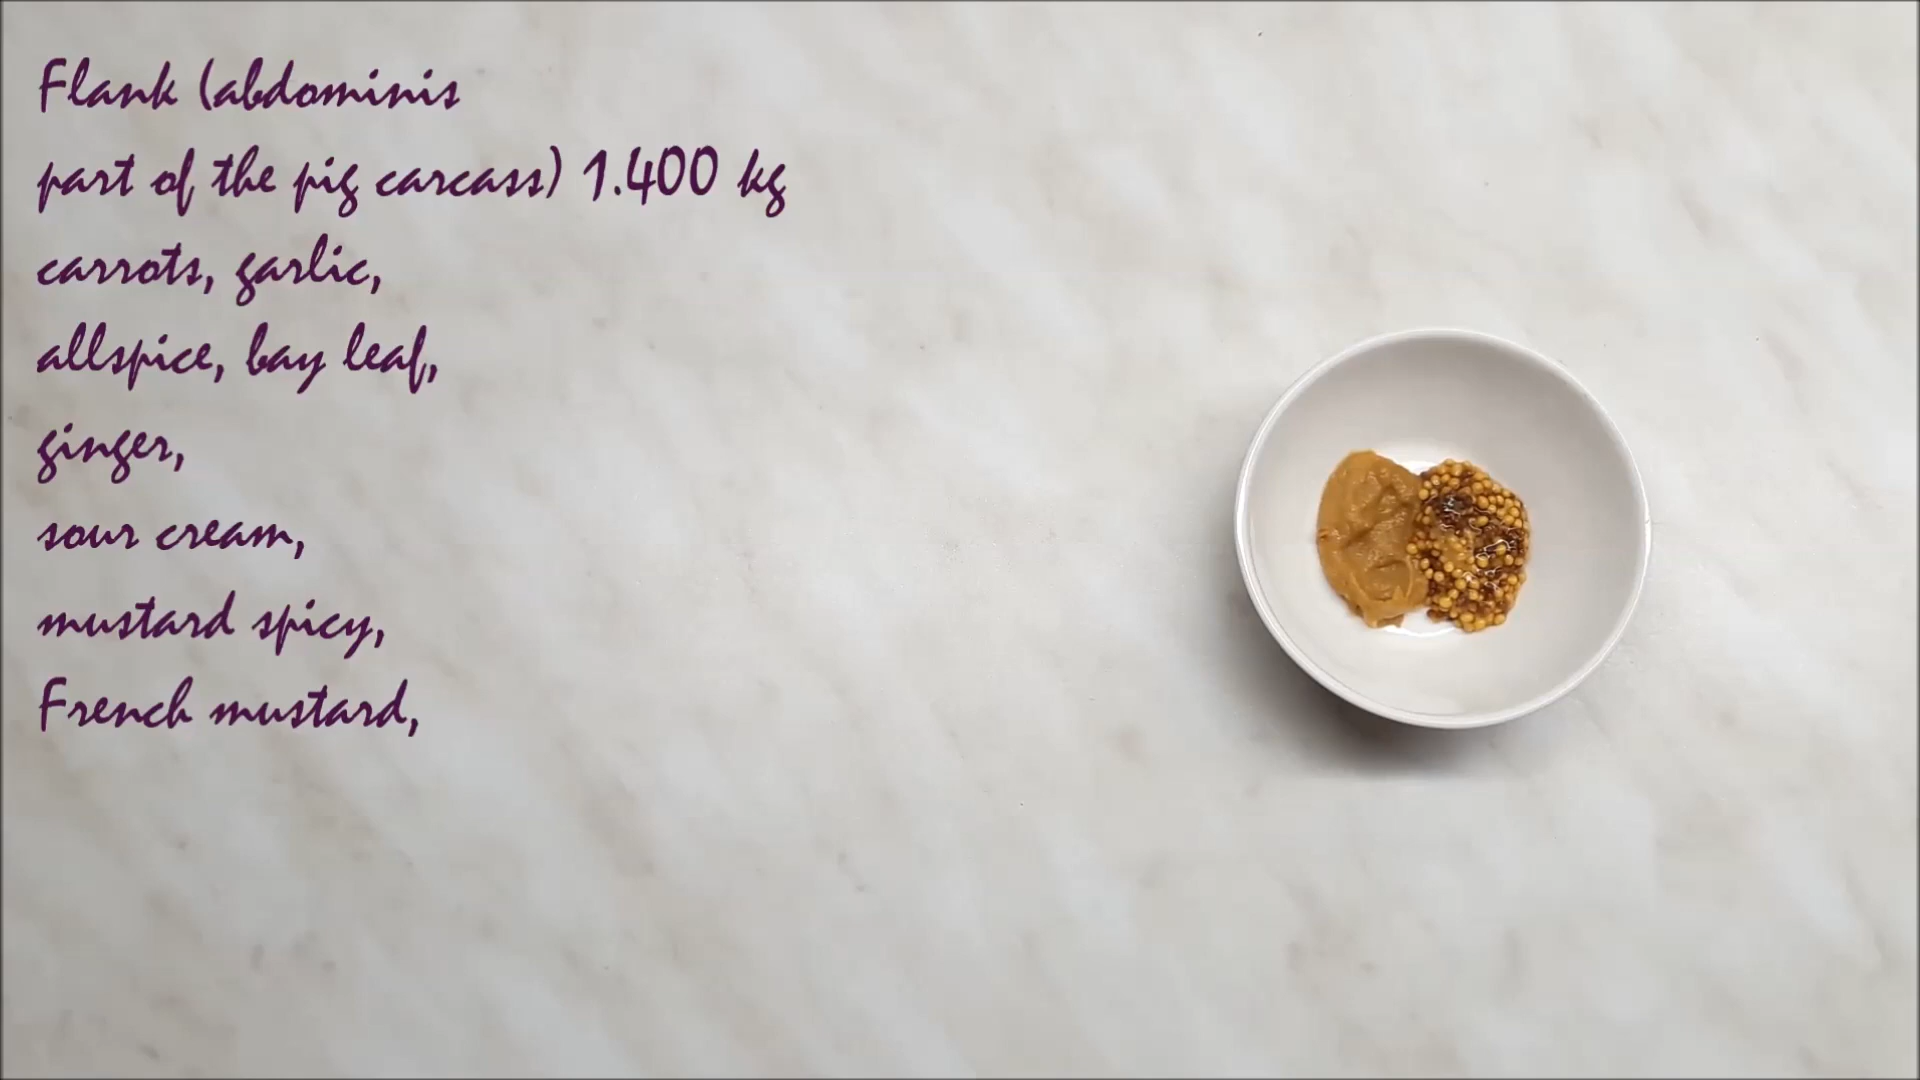 Flank (abdominis
part of the pig carcass) 1.400 kg
carrots, garlic,
allspice, bay leaf,
ginger,
sour cream,
mustard spicy,
French mustard,